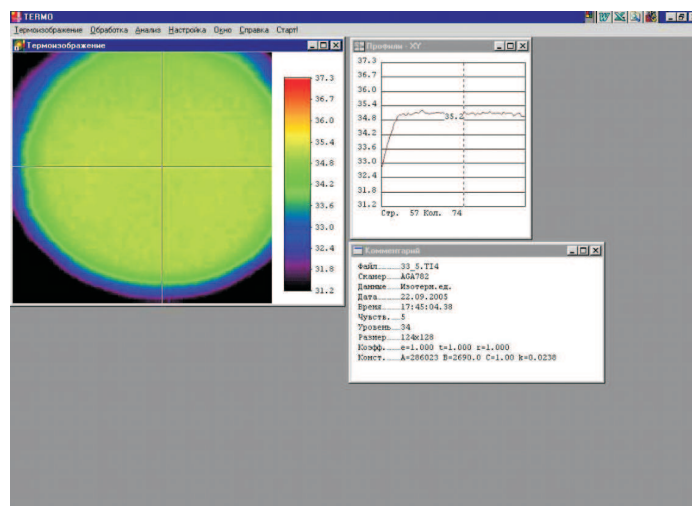 TERMO
Термоизображение Обработка Анализ Настройка Окно Справка Старт!
Термоизображение
37.3
36.7
36.0
35.4
34.8
34.2
33.6
33.0
32.4
31.8
31.2
Профили - XY
37.3
36.7
36.0
35.4
34.8
34.2
33.6
33.0
32.4
31.8
31.2
35.2
Стр. 57 Кол. 74
Комментарий
Файл......33_5.TI4
Сканер....AGA782
Данные....Изотерм.ед.
Дата......22.09.2005
Время.....17:45:04.38
Чувств....5
Уровень...34
Размер....124x128
Коэфф.....e=1.000 t=1.000 r=1.000
Конст.....A=286023 B=2690.0 C=1.00 k=0.0238